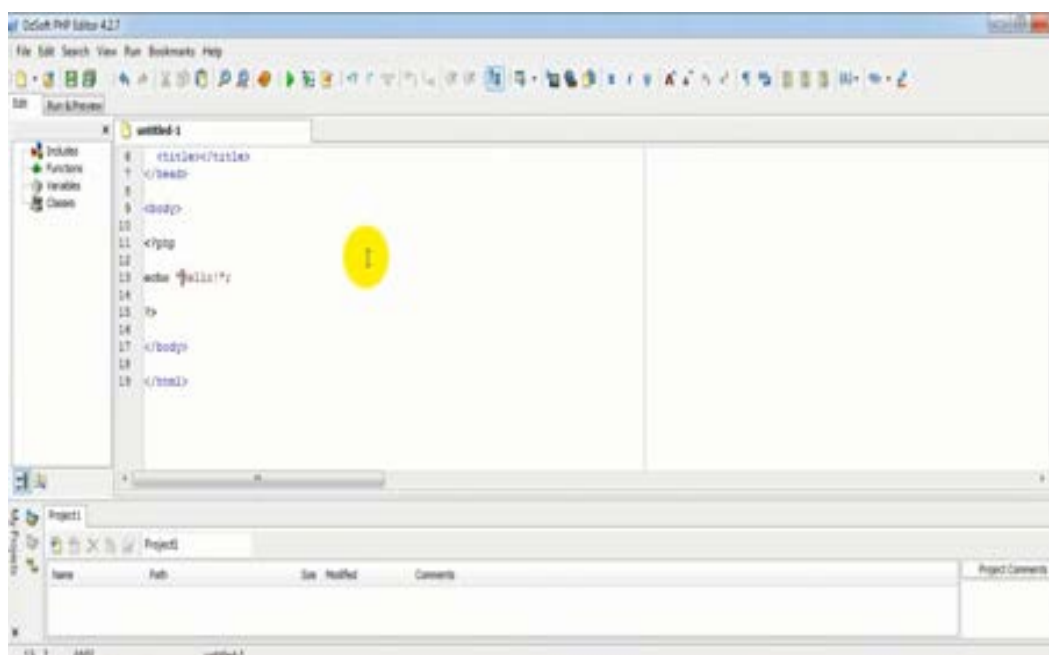 DzSoft PHP Editor 4.2.7
File Edit Search View Run Bookmarks Help
Edit Run & Preview
untitled-1
Includes
Functions
Variables
Classes
6 <title></title>
7 </head>
8
9 <body>
10
11 <?php
12
13 echo "Hello!";
14
15 ?>
16
17 </body>
18
19 </html>
My Projects
Project1
Project1
Name Path Size Modified Comments
Project Comments